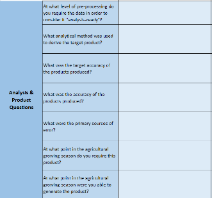 At what level of pre-processing do
you require the data in order to
consider it "analysis-ready"?
What analytical method was used
to derive the target product?
What was the target accuracy of
the products produced?
Analysis &
Product
Questions
What was the accuracy of the
products produced?
What were the primary sources of
error?
At what point in the agricultural
growing season do you require this
product?
At what point in the agricultural
growing season were you able to
generate the product?